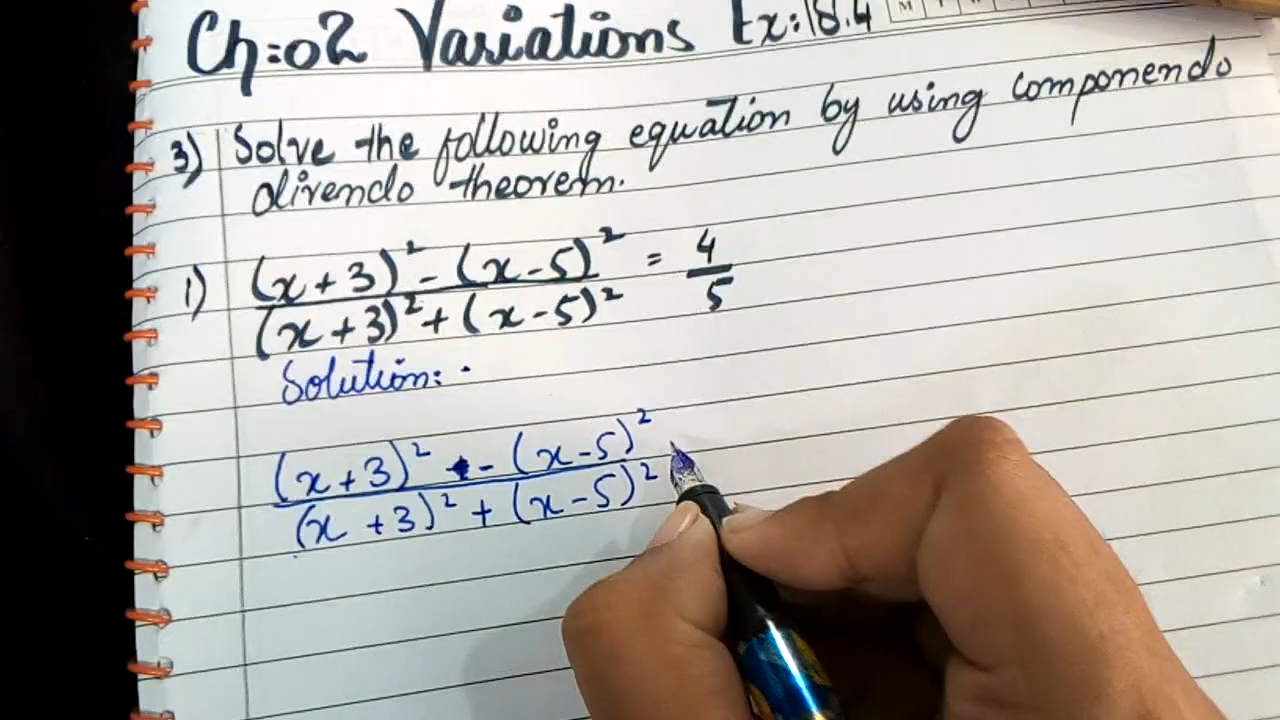 Ch:02 Variations Ex:18.4 M
3) Solve the following equation by using componendo
divendo theorem.
1) (x+3)² - (x-5)² = 4
(x+3)² + (x-5)² 5
Solution:.
(x+3)² - (x-5)²
(x+3)² + (x-5)²